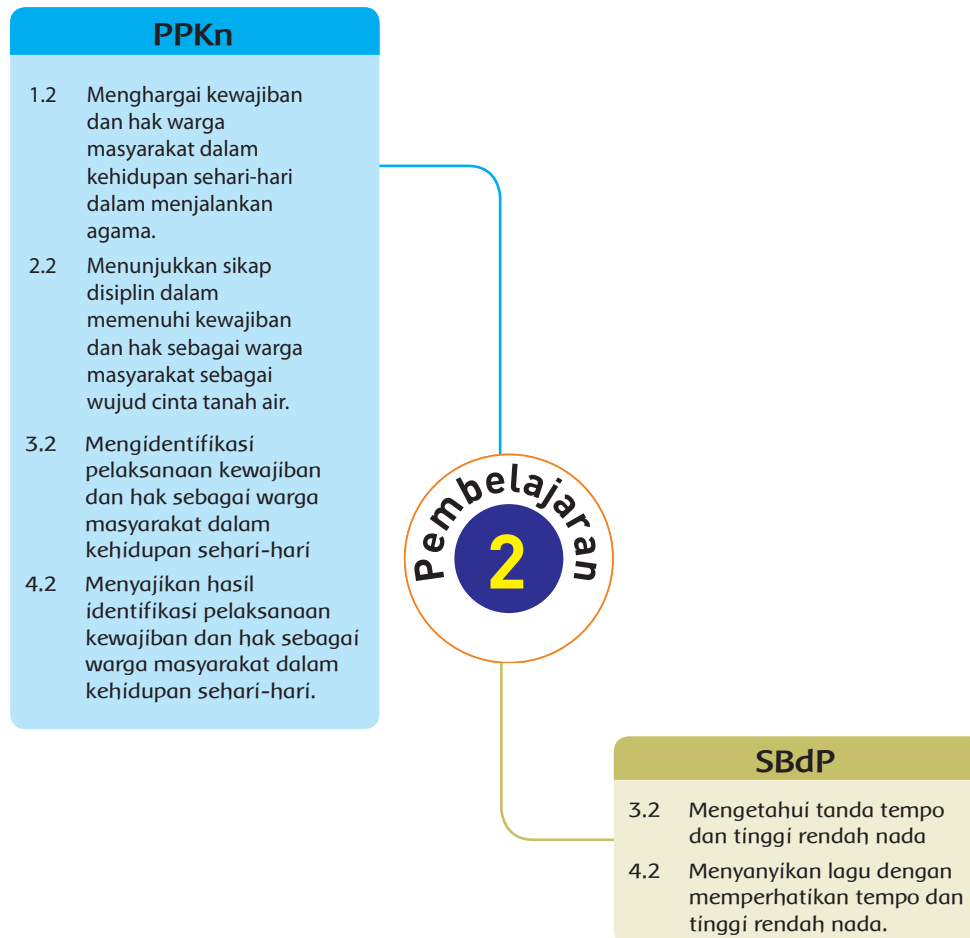 PPKn
1.2 Menghargai kewajiban
dan hak warga
masyarakat dalam
kehidupan sehari-hari
dalam menjalankan
agama.
2.2 Menunjukkan sikap
disiplin dalam
memenuhi kewajiban
dan hak sebagai warga
masyarakat sebagai
wujud cinta tanah air.
3.2 Mengidentifikasi
pelaksanaan kewajiban
dan hak sebagai warga
masyarakat dalam
kehidupan sehari-hari
4.2 Menyajikan hasil
identifikasi pelaksanaan
kewajiban dan hak sebagai
warga masyarakat dalam
kehidupan sehari-hari.
Pembelajaran
2
SBdP
3.2 Mengetahui tanda tempo
dan tinggi rendah nada
4.2 Menyanyikan lagu dengan
memperhatikan tempo dan
tinggi rendah nada.